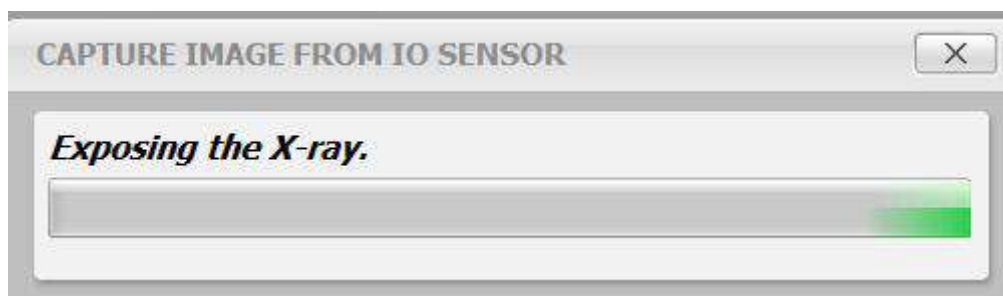 CAPTURE IMAGE FROM IO SENSOR
Exposing the X-ray.